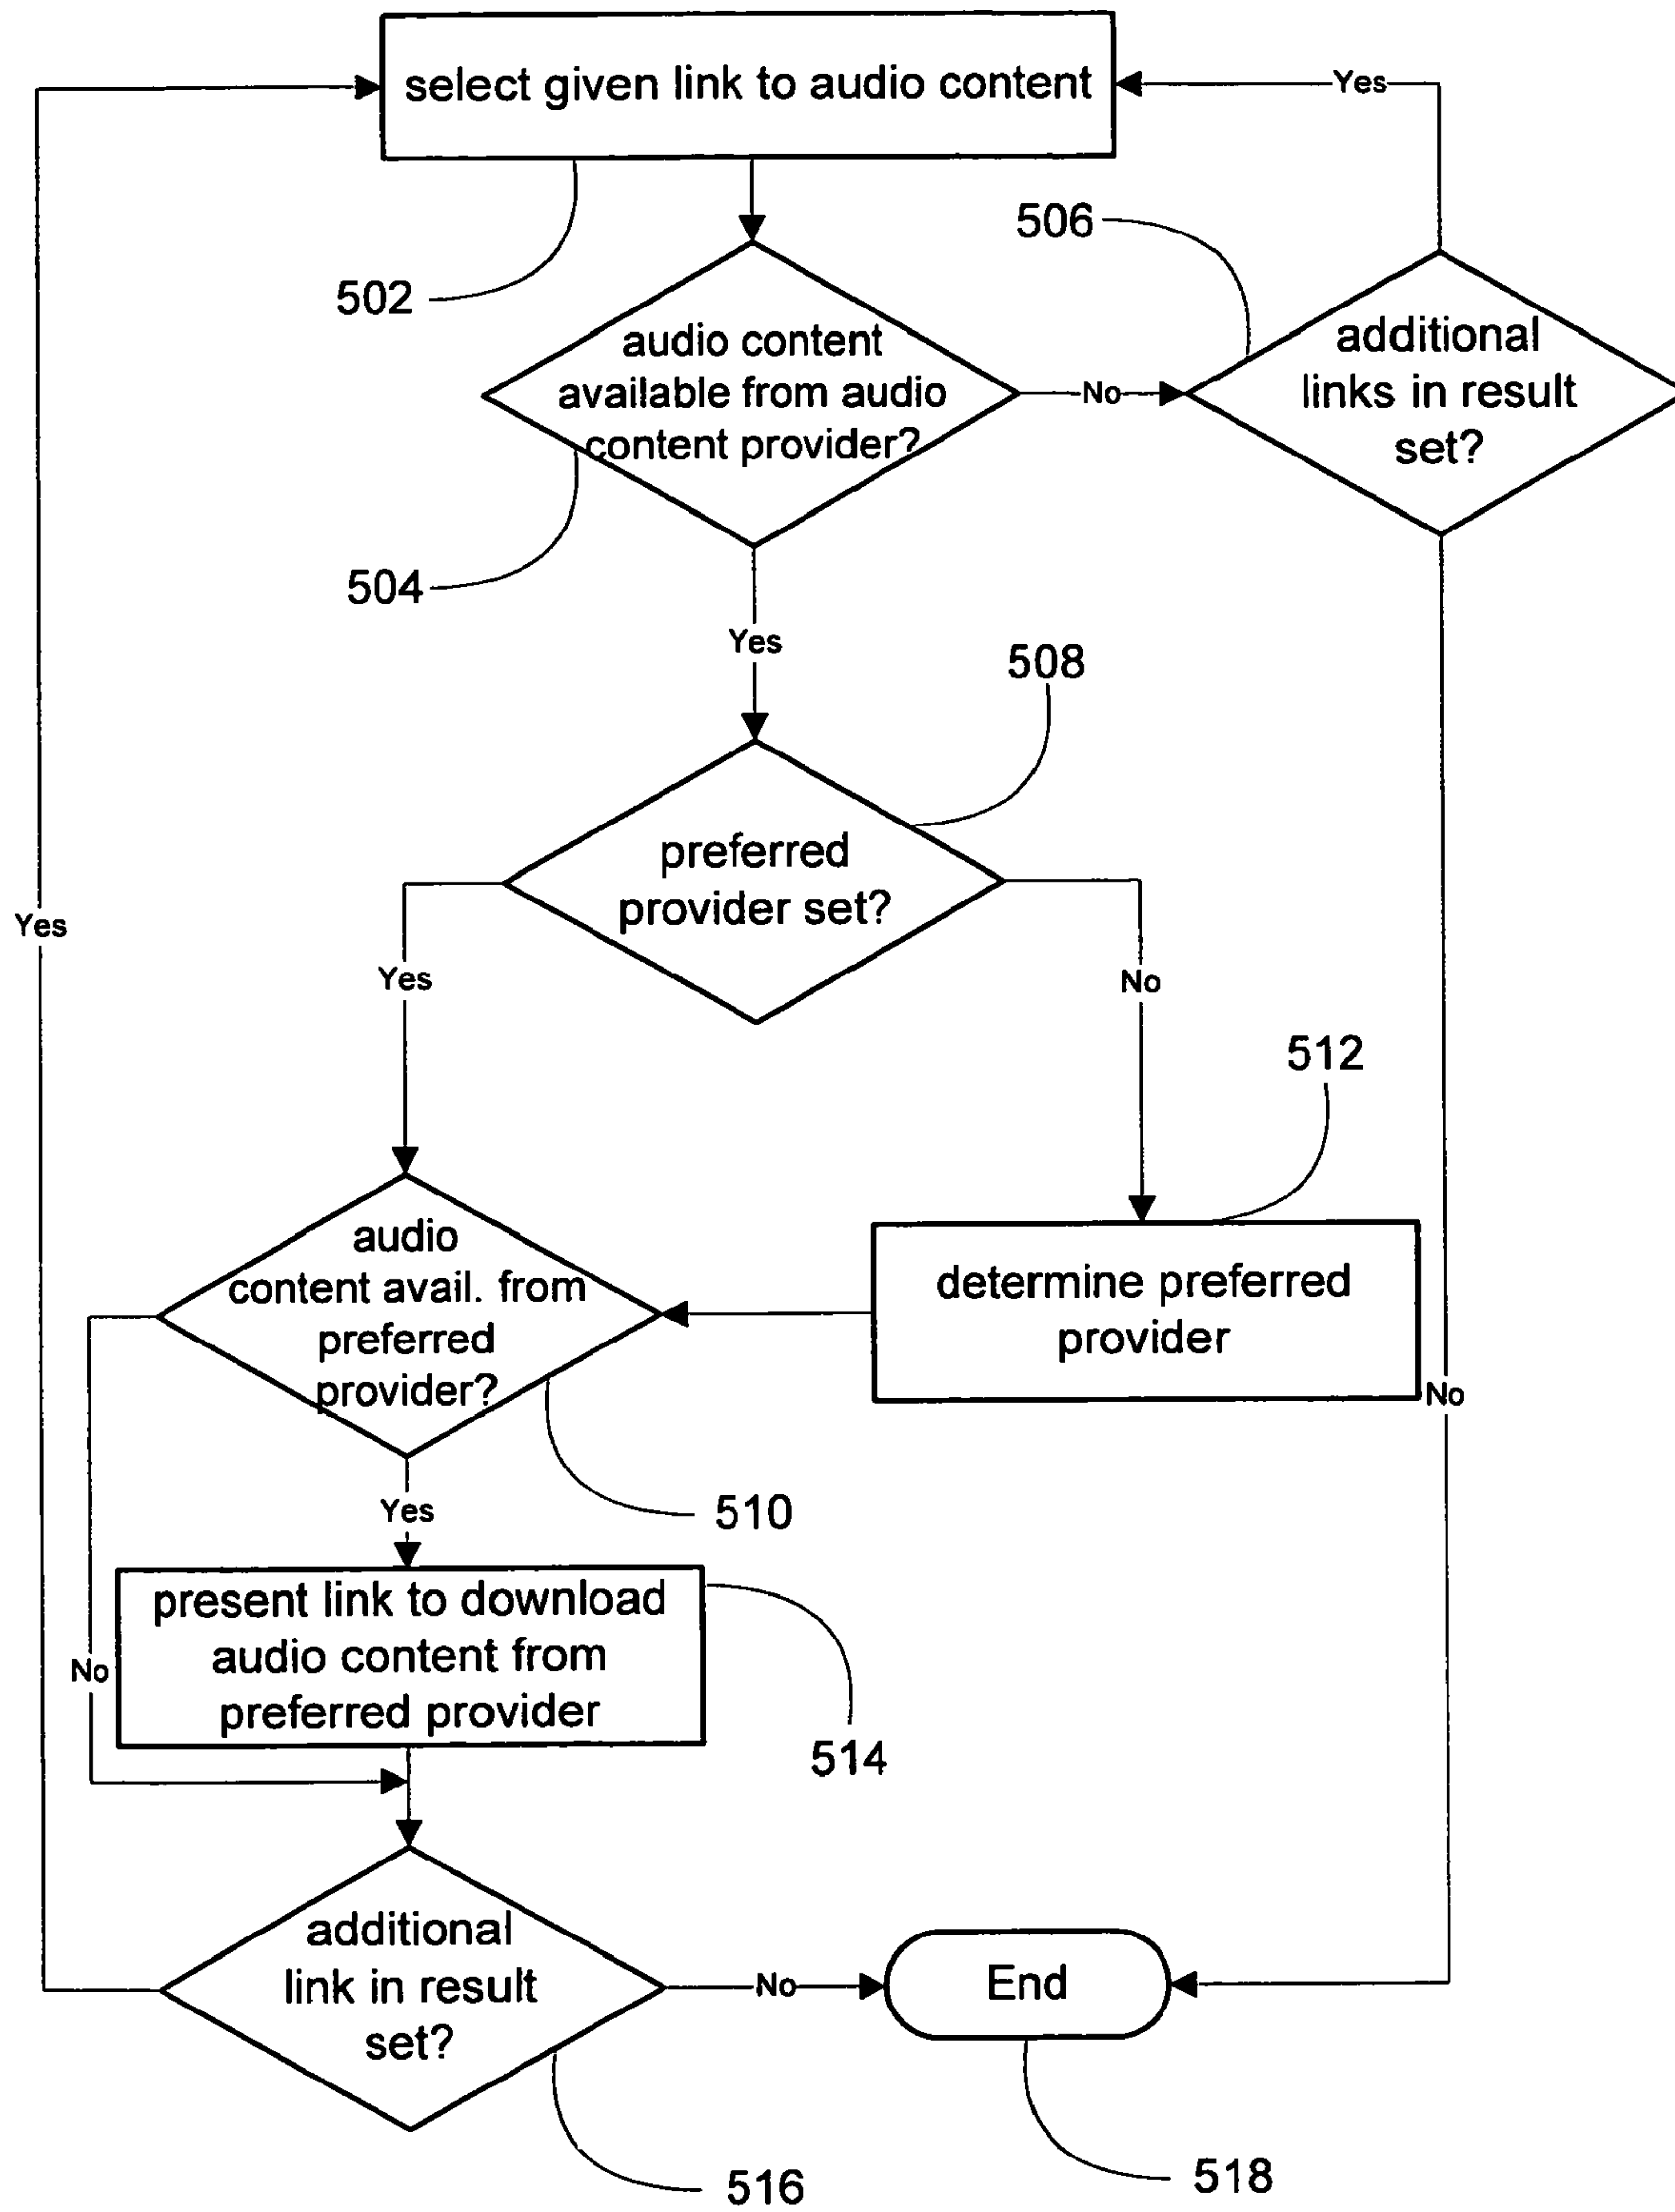 select given link to audio content
Yes
506
502
audio content
available from audio
content provider?
No
additional
links in result
set?
504
Yes
508
preferred
provider set?
Yes
Yes
No
512
audio
content avail. from
preferred
provider?
determine preferred
provider
No
Yes
510
present link to download
audio content from
preferred provider
No
514
additional
link in result
set?
No
End
516
518